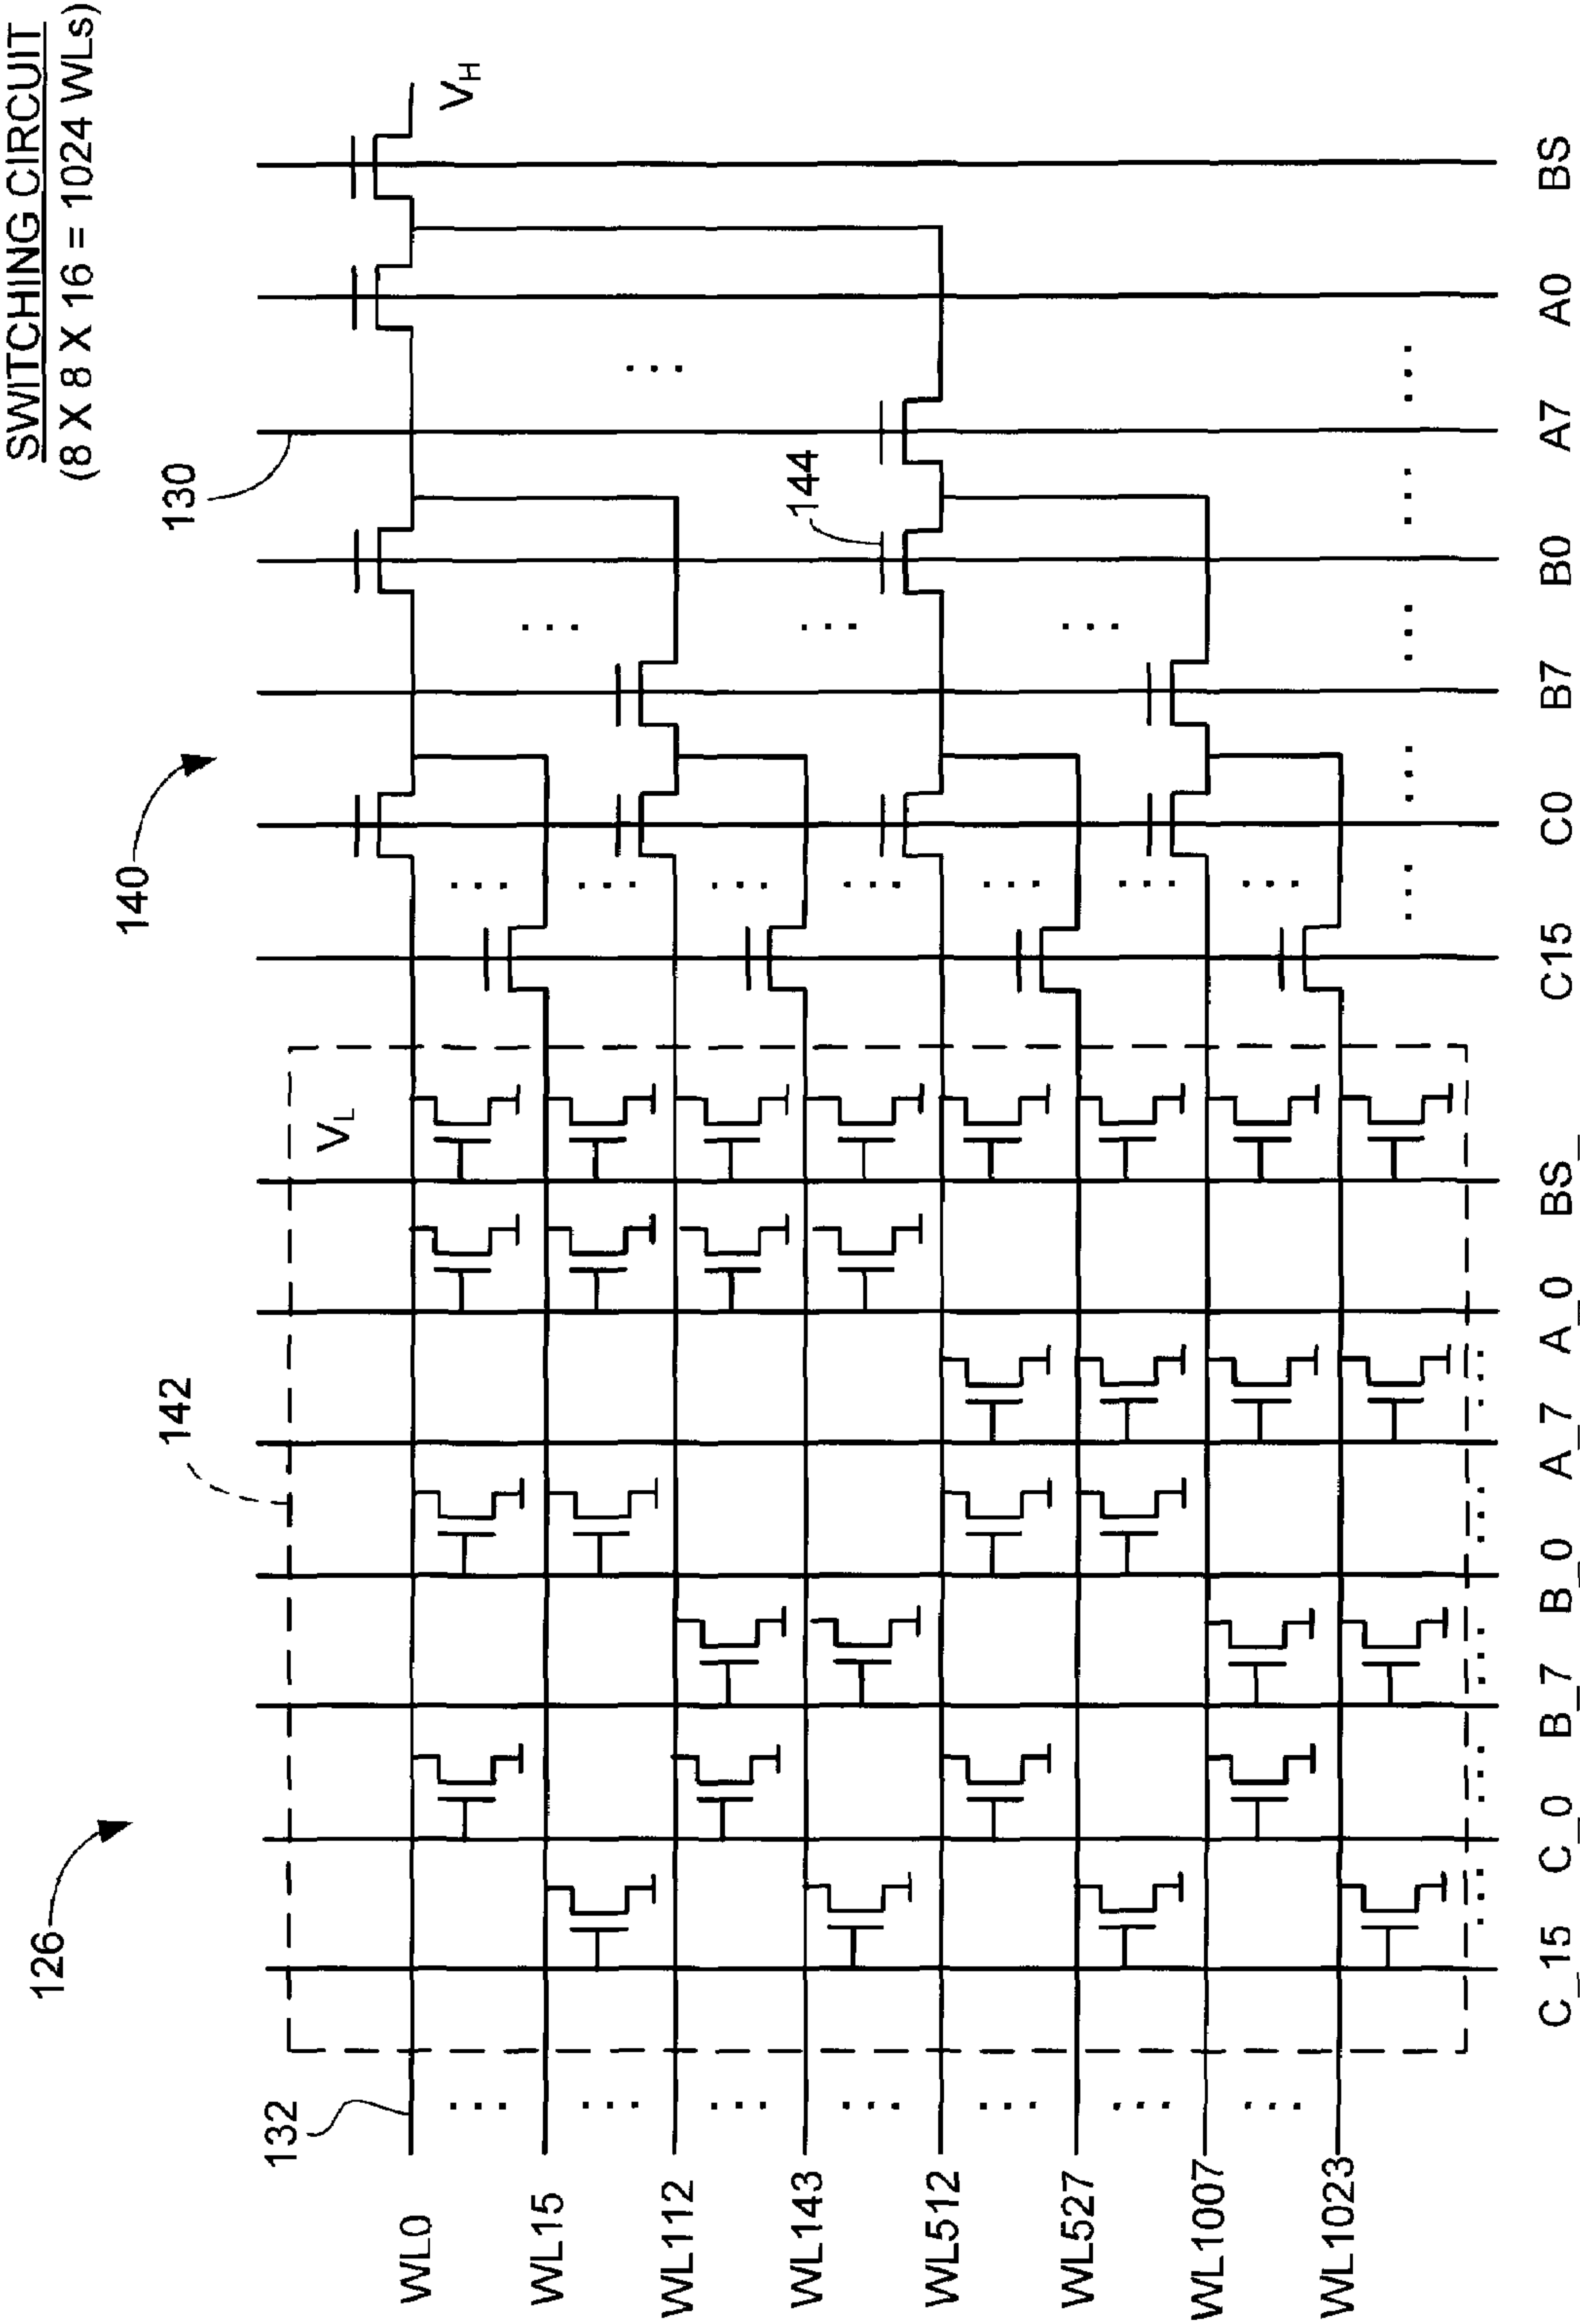 SWITCHING CIRCUIT
(8 X 8 X 16 = 1024 WLs)
126
140
142
130
132
144
VL
VH
WL0
WL15
WL112
WL143
WL512
WL527
WL1007
WL1023
C_15 C_0 B_7 B_0 A_7 A_0 BS_ C15 C0 B7 B0 A7 A0 BS